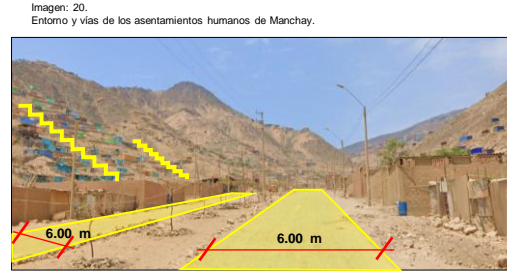 Imagen: 20.
Entorno y vías de los asentamientos humanos de Manchay.
6.00 m
6.00 m